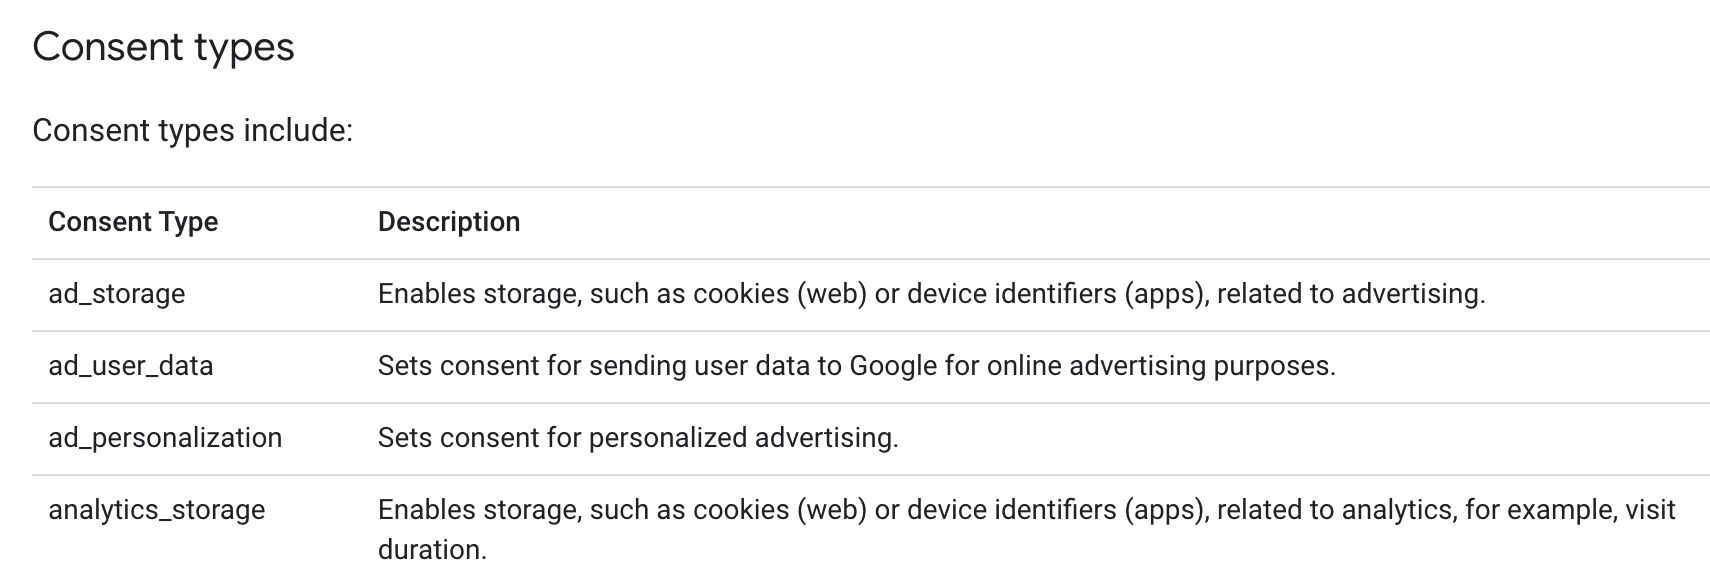 Consent types
Consent types include:
Consent Type Description
ad_storage Enables storage, such as cookies (web) or device identifiers (apps), related to advertising.
ad_user_data Sets consent for sending user data to Google for online advertising purposes.
ad_personalization Sets consent for personalized advertising.
analytics_storage Enables storage, such as cookies (web) or device identifiers (apps), related to analytics, for example, visit
duration.